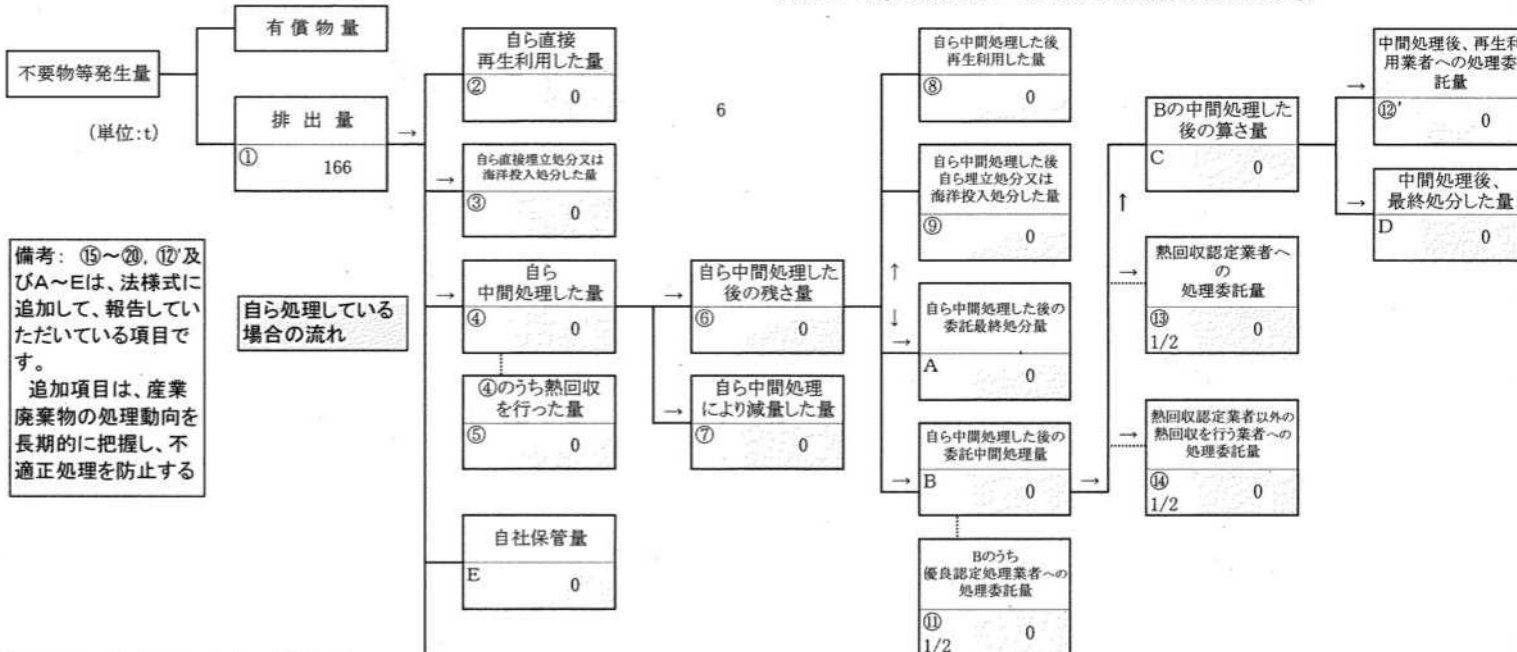 有償物量
不要物等発生量
(単位:t)
排出量
①
166
→
備考: ⑮～⑳, ⑫'及
びA～Eは、法様式に
追加して、報告してい
ただいている項目で
す。
追加項目は、産業
廃棄物の処理動向を
長期的に把握し、不
適正処理を防止する
自ら処理している
場合の流れ
自ら直接
再生利用した量
②
0
→
自ら直接埋立処分又は
海洋投入処分した量
③
0
→
自ら
中間処理した量
④
0
④のうち熱回収
を行った量
⑤
0
自社保管量
E
0
6
→
自ら中間処理した
後の残さ量
⑥
0
→
自ら中間処理
により減量した量
⑦
0
自ら中間処理した後
再生利用した量
⑧
0
自ら中間処理した後
自ら埋立処分又は
海洋投入処分した量
⑨
0
↑
↓
→
自ら中間処理した後の
委託最終処分量
A
0
→
自ら中間処理した後の
委託中間処理量
B
0
→
Bのうち
優良認定処理業者への
処理委託量
⑪
1/2
0
Bの中間処理した
後の算さ量
C
0
↑
→
熱回収認定業者へ
の
処理委託量
⑬
1/2
0
→
熱回収認定業者以外の
熱回収を行う業者への
処理委託量
⑭
1/2
0
→
中間処理後、再生利
用業者への処理委
託量
⑫'
0
→
中間処理後、
最終処分した量
D
0